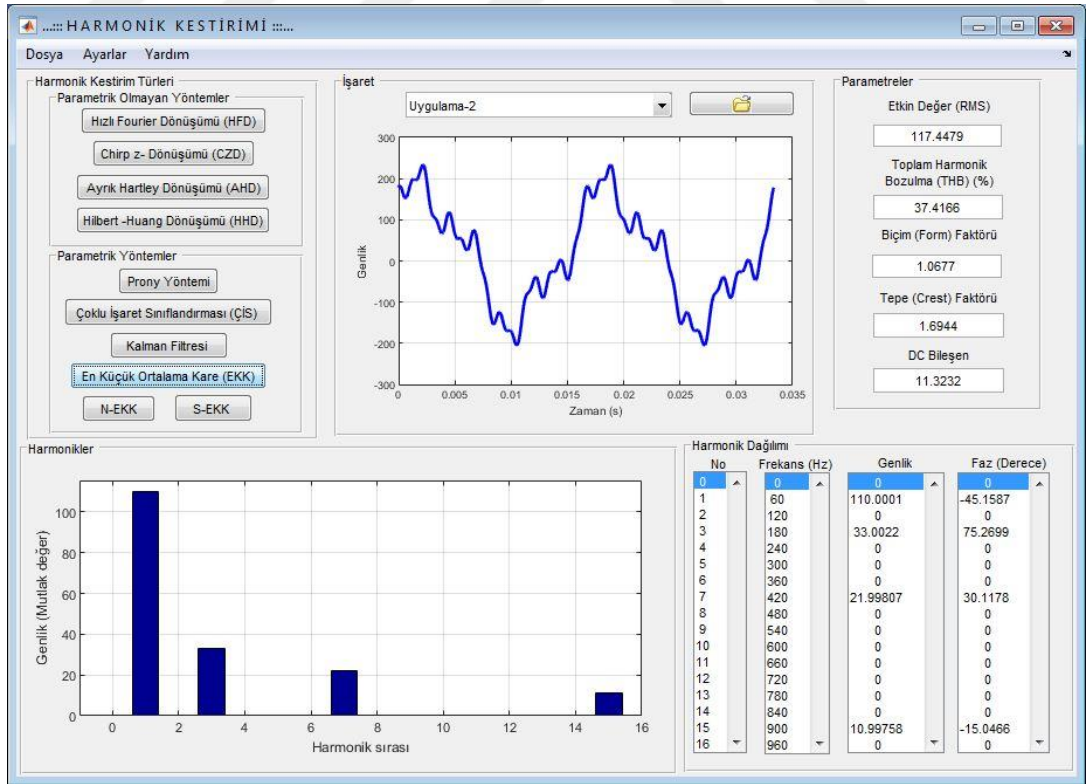 ...::: HARMONİK KESTİRİMİ :::...
Dosya Ayarlar Yardım
Harmonik Kestirim Türleri
Parametrik Olmayan Yöntemler
Hızlı Fourier Dönüşümü (HFD)
Chirp z- Dönüşümü (CZD)
Ayrık Hartley Dönüşümü (AHD)
Hilbert -Huang Dönüşümü (HHD)
Parametrik Yöntemler
Prony Yöntemi
Çoklu İşaret Sınıflandırması (ÇİS)
Kalman Filtresi
En Küçük Ortalama Kare (EKK)
N-EKK S-EKK
İşaret
Uygulama-2
300
200
100
0
-100
-200
-300
Genlik
0 0.005 0.01 0.015 0.02 0.025 0.03 0.035
Zaman (s)
Parametreler
Etkin Değer (RMS)
117.4479
Toplam Harmonik
Bozulma (THB) (%)
37.4166
Biçim (Form) Faktörü
1.0677
Tepe (Crest) Faktörü
1.6944
DC Bileşen
11.3232
Harmonikler
100
80
60
40
20
0
Genlik (Mutlak değer)
0 2 4 6 8 10 12 14 16
Harmonik sırası
Harmonik Dağılımı
No Frekans (Hz) Genlik Faz (Derece)
0 0 0 0
1 60 110.0001 -45.1587
2 120 0 0
3 180 33.0022 75.2699
4 240 0 0
5 300 0 0
6 360 0 0
7 420 21.99807 30.1178
8 480 0 0
9 540 0 0
10 600 0 0
11 660 0 0
12 720 0 0
13 780 0 0
14 840 0 0
15 900 10.99758 -15.0466
16 960 0 0